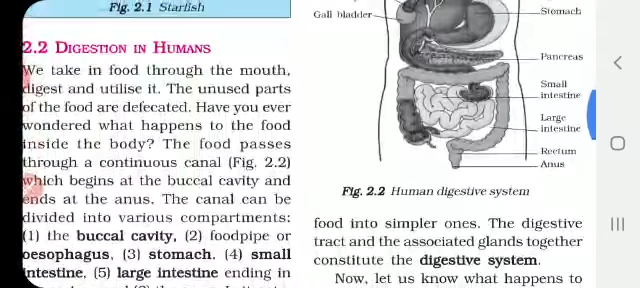 Fig. 2.1 Starfish
2.2 DIGESTION IN HUMANS
We take in food through the mouth,
digest and utilise it. The unused parts
of the food are defecated. Have you ever
wondered what happens to the food
inside the body? The food passes
through a continuous canal (Fig. 2.2)
which begins at the buccal cavity and
ends at the anus. The canal can be
divided into various compartments:
(1) the buccal cavity, (2) foodpipe or
oesophagus, (3) stomach, (4) small
intestine, (5) large intestine ending in
Gall bladder
Stomach
Pancreas
Small
intestine
Large
intestine
Rectum
Anus
Fig. 2.2 Human digestive system
food into simpler ones. The digestive
tract and the associated glands together
constitute the digestive system.
Now, let us know what happens to